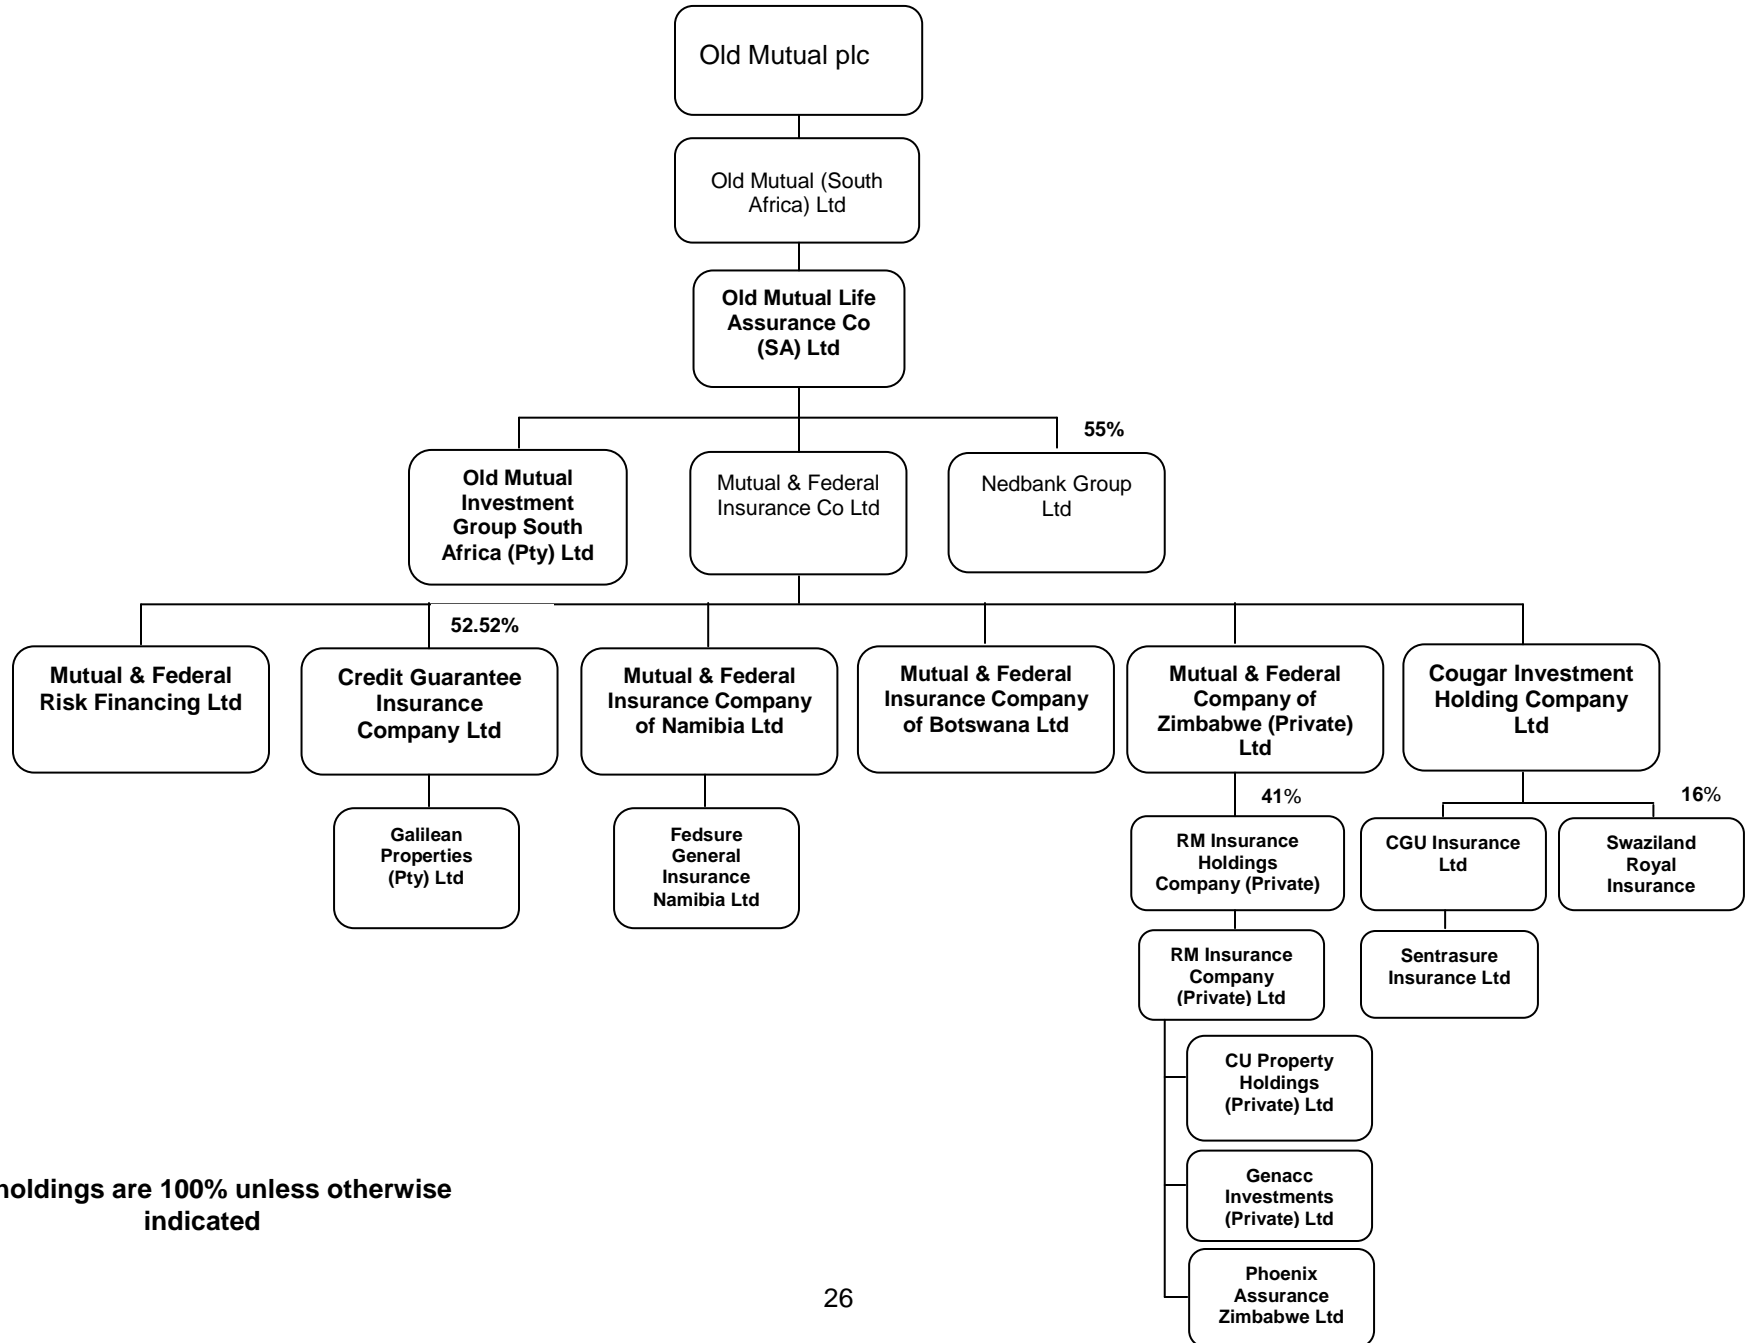 Old Mutual plc
Old Mutual (South
Africa) Ltd
Old Mutual Life
Assurance Co
(SA) Ltd
55%
Old Mutual
Investment
Group South
Africa (Pty) Ltd
Mutual & Federal
Insurance Co Ltd
Nedbank Group
Ltd
52.52%
Mutual & Federal
Risk Financing Ltd
Credit Guarantee
Insurance
Company Ltd
Mutual & Federal
Insurance Company
of Namibia Ltd
Mutual & Federal
Insurance Company
of Botswana Ltd
Mutual & Federal
Company of
Zimbabwe (Private)
Ltd
Cougar Investment
Holding Company
Ltd
41%
16%
Galilean
Properties
(Pty) Ltd
Fedsure
General
Insurance
Namibia Ltd
RM Insurance
Holdings
Company (Private)
CGU Insurance
Ltd
Swaziland
Royal
Insurance
RM Insurance
Company
(Private) Ltd
Sentrasure
Insurance Ltd
CU Property
Holdings
(Private) Ltd
Genacc
Investments
(Private) Ltd
Phoenix
Assurance
Zimbabwe Ltd
holdings are 100% unless otherwise
indicated
26